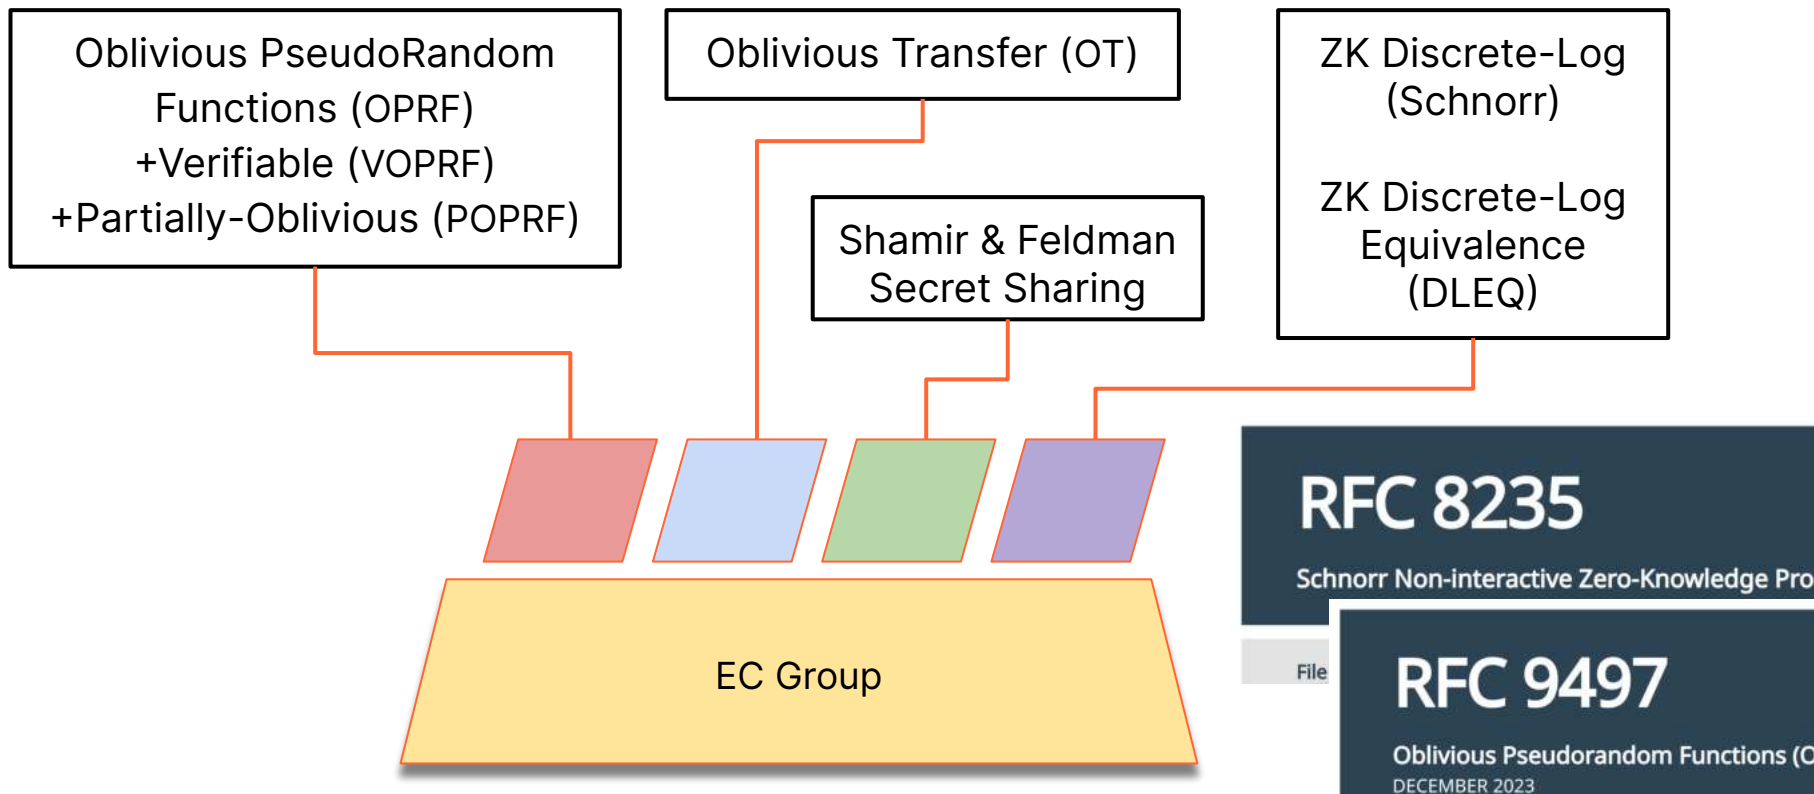 Oblivious PseudoRandom
Functions (OPRF)
+Verifiable (VOPRF)
+Partially-Oblivious (POPRF)
Oblivious Transfer (OT)
Shamir & Feldman
Secret Sharing
ZK Discrete-Log
(Schnorr)
ZK Discrete-Log
Equivalence
(DLEQ)
EC Group
RFC 8235
Schnorr Non-interactive Zero-Knowledge
File
RFC 9497
Oblivious Pseudorandom Functions
DECEMBER 2023